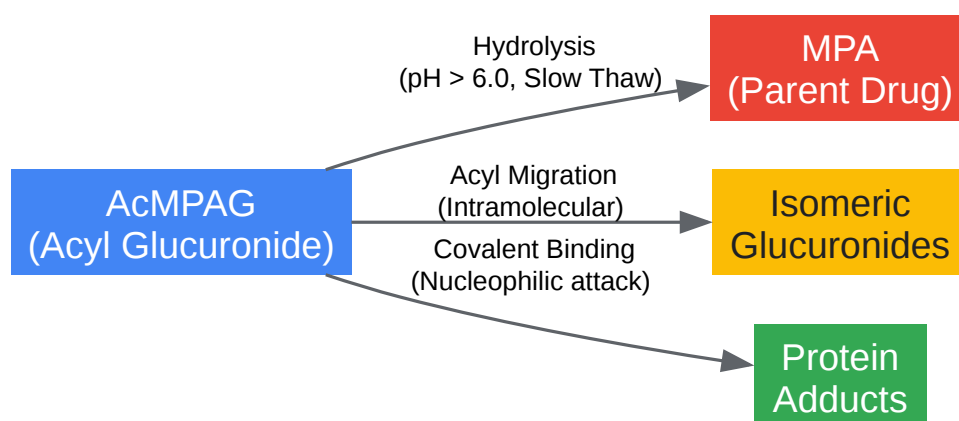 Hydrolysis
(pH > 6.0, Slow Thaw)
MPA
(Parent Drug)
AcMPAG
(Acyl Glucuronide)
Acyl Migration
(Intramolecular)
Isomeric
Glucuronides
Covalent Binding
(Nucleophilic attack)
Protein
Adducts